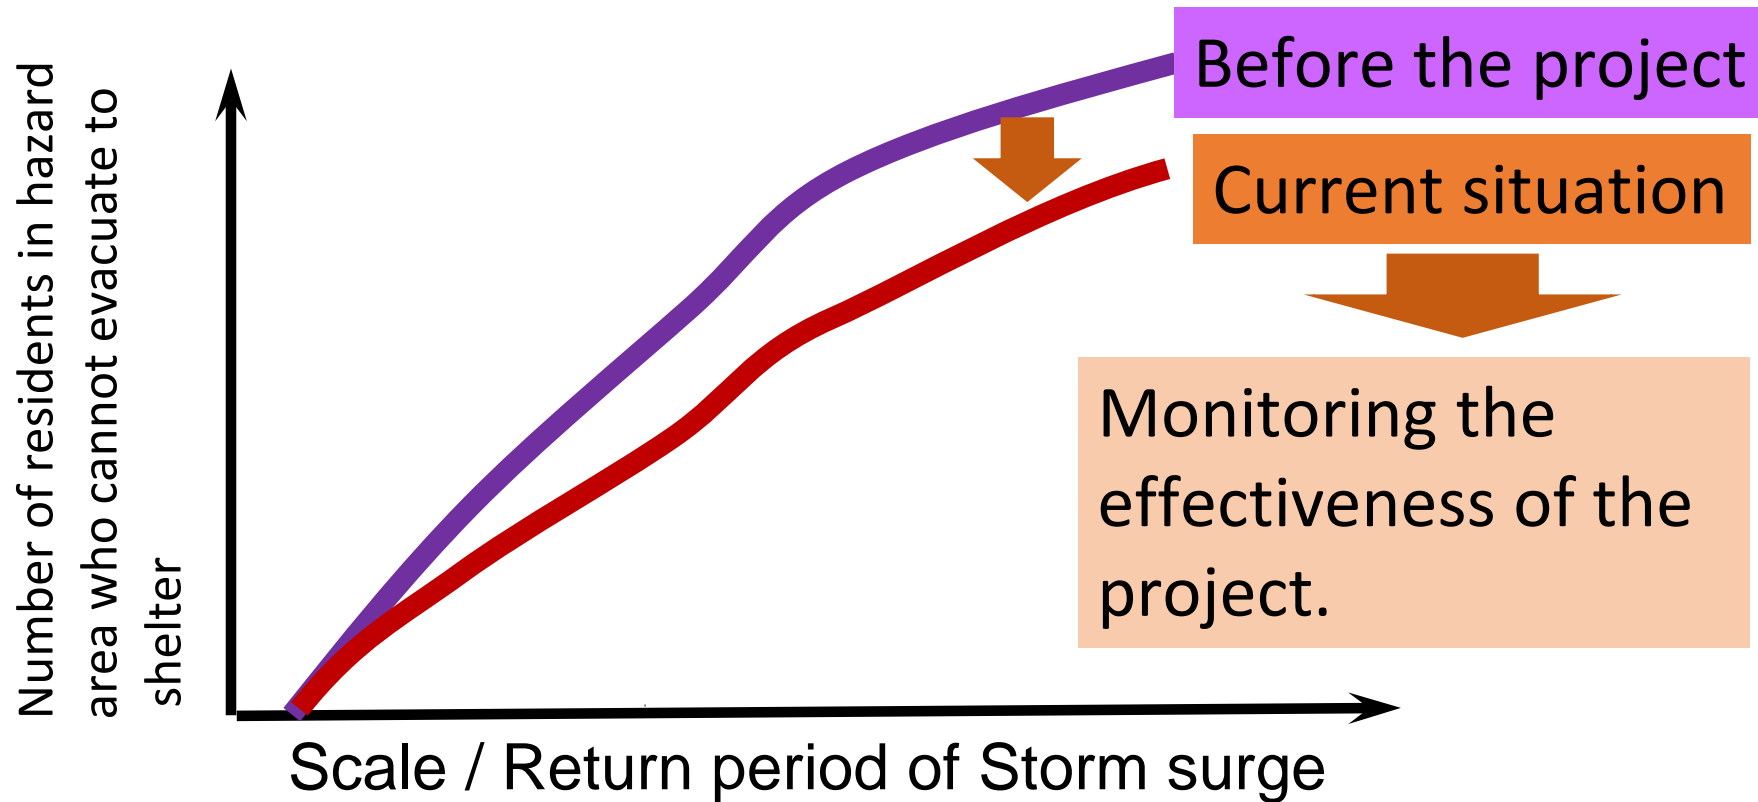 Number of residents in hazard
area who cannot evacuate to
shelter
Before the project
Current situation
Monitoring the
effectiveness of the
project.
Scale / Return period of Storm surge